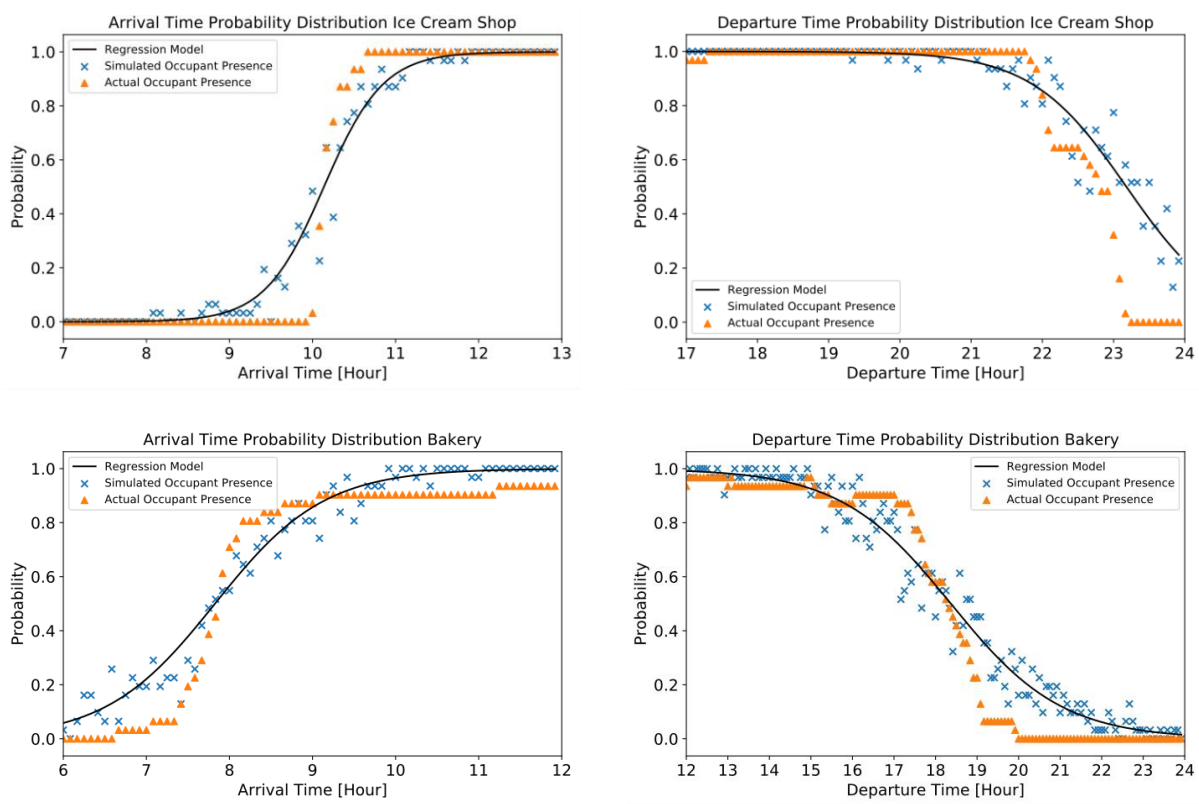 Arrival Time Probability Distribution Ice Cream Shop
1.0
0.8
0.6
0.4
0.2
0.0
Probability
Regression Model
Simulated Occupant Presence
Actual Occupant Presence
7 8 9 10 11 12 13
Arrival Time [Hour]
Departure Time Probability Distribution Ice Cream Shop
1.0
0.8
0.6
0.4
0.2
0.0
Probability
Regression Model
Simulated Occupant Presence
Actual Occupant Presence
17 18 19 20 21 22 23 24
Departure Time [Hour]
Arrival Time Probability Distribution Bakery
1.0
0.8
0.6
0.4
0.2
0.0
Probability
Regression Model
Simulated Occupant Presence
Actual Occupant Presence
6 7 8 9 10 11 12
Arrival Time [Hour]
Departure Time Probability Distribution Bakery
1.0
0.8
0.6
0.4
0.2
0.0
Probability
Regression Model
Simulated Occupant Presence
Actual Occupant Presence
12 13 14 15 16 17 18 19 20 21 22 23 24
Departure Time [Hour]